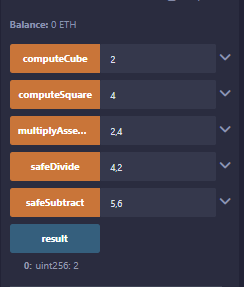 Balance: 0 ETH
computeCube 2
computeSquare 4
multiplyAsse... 2,4
safeDivide 4,2
safeSubtract 5,6
result
0: uint256: 2